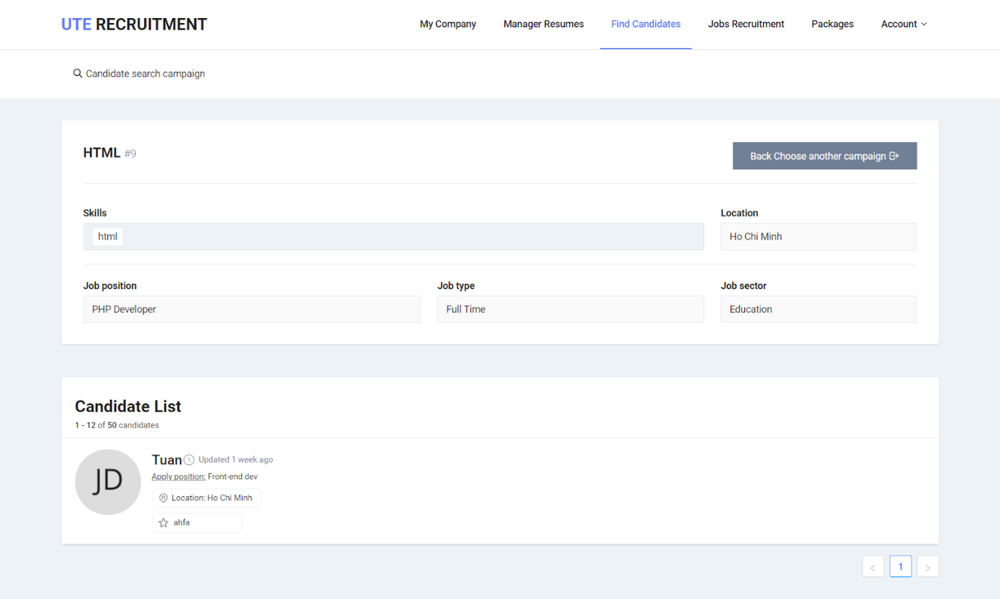 UTE RECRUITMENT
My Company Manager Resumes Find Candidates Jobs Recruitment Packages Account
Candidate search campaign
HTML #9
Back Choose another campaign
Skills Location
html Ho Chi Minh
Job position Job type Job sector
PHP Developer Full Time Education
Candidate List
1 - 12 of 50 candidates
JD
Tuan Updated 1 week ago
Apply position: Front-end dev
Location: Ho Chi Minh
ahfa
< 1 >